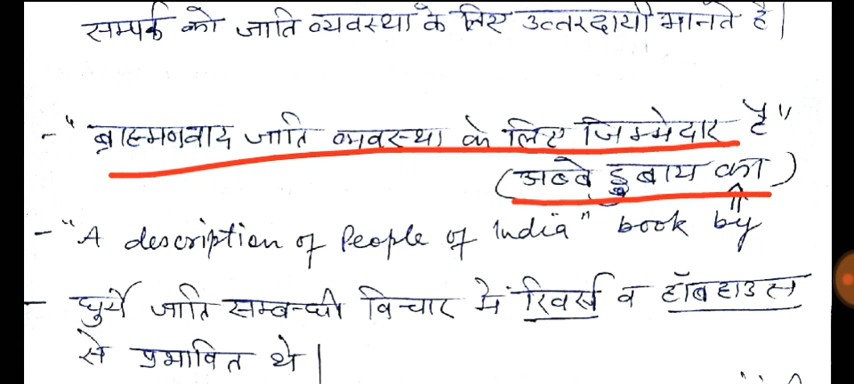 सम्पर्क को जाति व्यवस्था के लिए उत्तरदायी मानते है|
- "ब्राह्मणवाद जाति व्यवस्था के लिए जिम्मेदार है"
(अब्बे डुबाय का)
- "A description of People of India" book by
- घुर्ये जाति सम्बन्धी विचार में रिवर्स व हॉबहाउस
से प्रभावित थे|